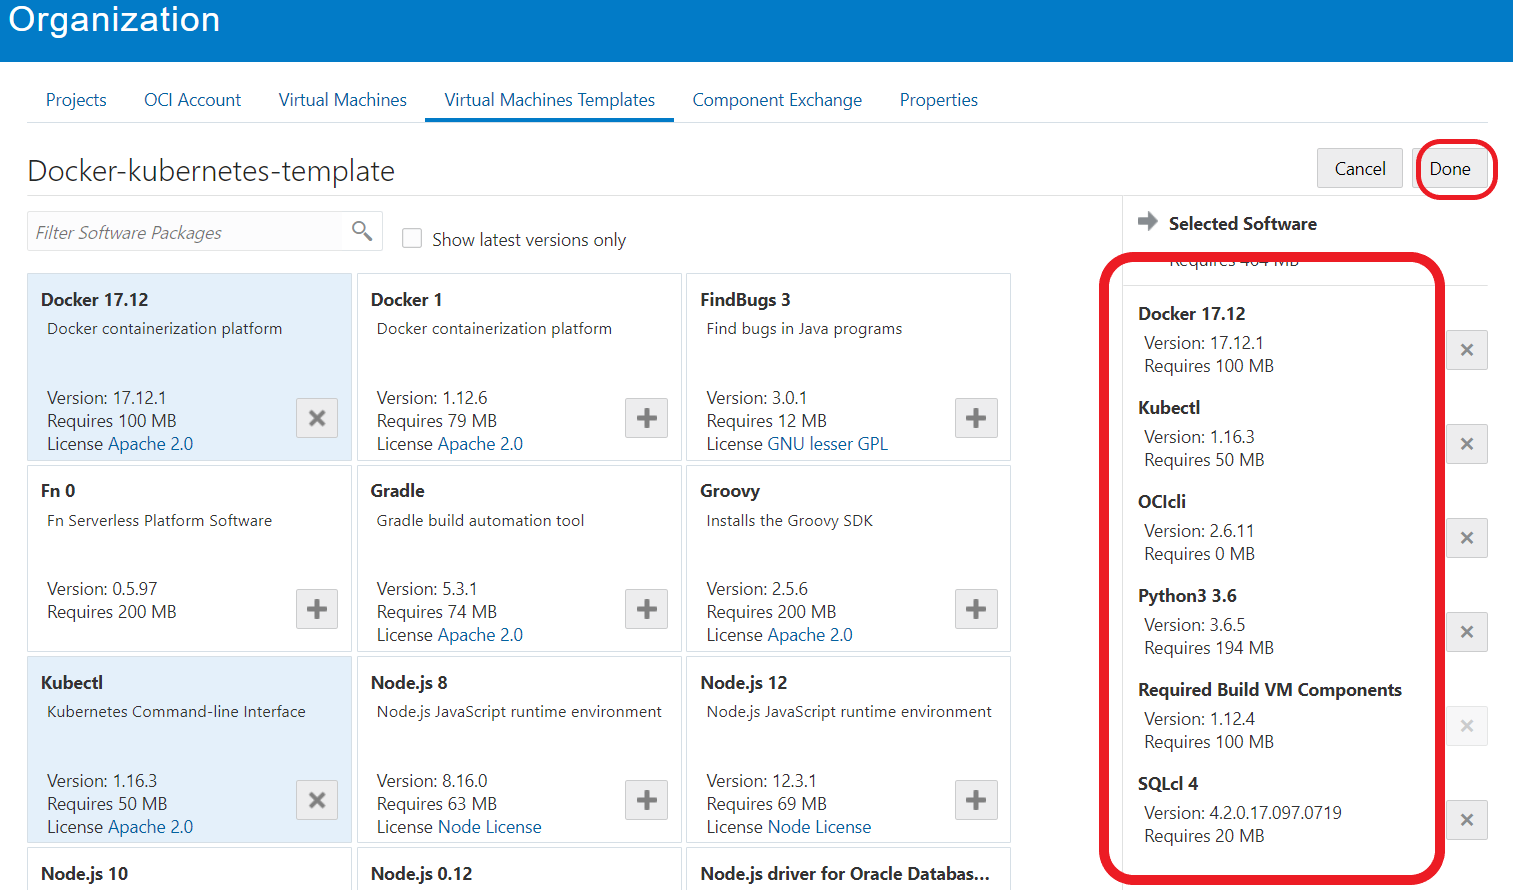 Organization
Projects OCI Account Virtual Machines Virtual Machines Templates Component Exchange Properties
Docker-kubernetes-template
Cancel Done
Filter Software Packages
Show latest versions only
Docker 17.12
Docker containerization platform
Version: 17.12.1
Requires 100 MB
License Apache 2.0
Docker 1
Docker containerization platform
Version: 1.12.6
Requires 79 MB
License Apache 2.0
FindBugs 3
Find bugs in Java programs
Version: 3.0.1
Requires 12 MB
License GNU lesser GPL
Fn 0
Fn Serverless Platform Software
Version: 0.5.97
Requires 200 MB
Gradle
Gradle build automation tool
Version: 5.3.1
Requires 74 MB
License Apache 2.0
Groovy
Installs the Groovy SDK
Version: 2.5.6
Requires 200 MB
License Apache 2.0
Kubectl
Kubernetes Command-line Interface
Version: 1.16.3
Requires 50 MB
License Apache 2.0
Node.js 8
Node.js JavaScript runtime environment
Version: 8.16.0
Requires 63 MB
License Node License
Node.js 12
Node.js JavaScript runtime environment
Version: 12.3.1
Requires 69 MB
License Node License
Node.js 10
Node.js 0.12
Node.js driver for Oracle Databas...
Selected Software
Requires 464 MB
Docker 17.12
Version: 17.12.1
Requires 100 MB
Kubectl
Version: 1.16.3
Requires 50 MB
OCIcli
Version: 2.6.11
Requires 0 MB
Python3 3.6
Version: 3.6.5
Requires 194 MB
Required Build VM Components
Version: 1.12.4
Requires 100 MB
SQLcl 4
Version: 4.2.0.17.097.0719
Requires 20 MB